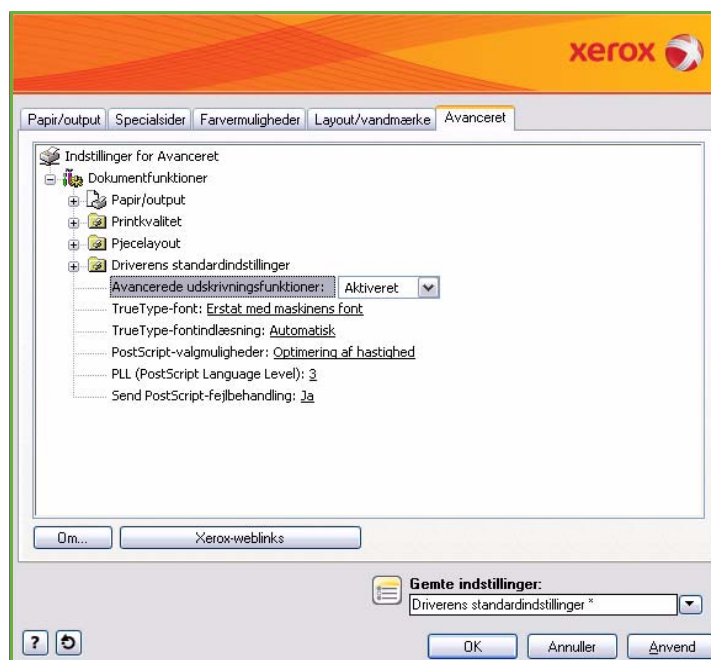 xerox
Papir/output Specialsider Farvermuligheder Layout/vandmærke Avanceret
Indstillinger for Avanceret
Dokumentfunktioner
Papir/output
Printkvalitet
Pjecelayout
Driverens standardindstillinger
Avancerede udskrivningsfunktioner: Aktiveret
TrueType-font: Erstat med maskinens font
TrueType-fontindlæsning: Automatisk
PostScript-valgmuligheder: Optimering af hastighed
PLL (PostScript Language Level): 3
Send PostScript-fejlbehandling: Ja
Om... Xerox-weblinks
Gemte indstillinger:
Driverens standardindstillinger *
? OK Annuller Anvend